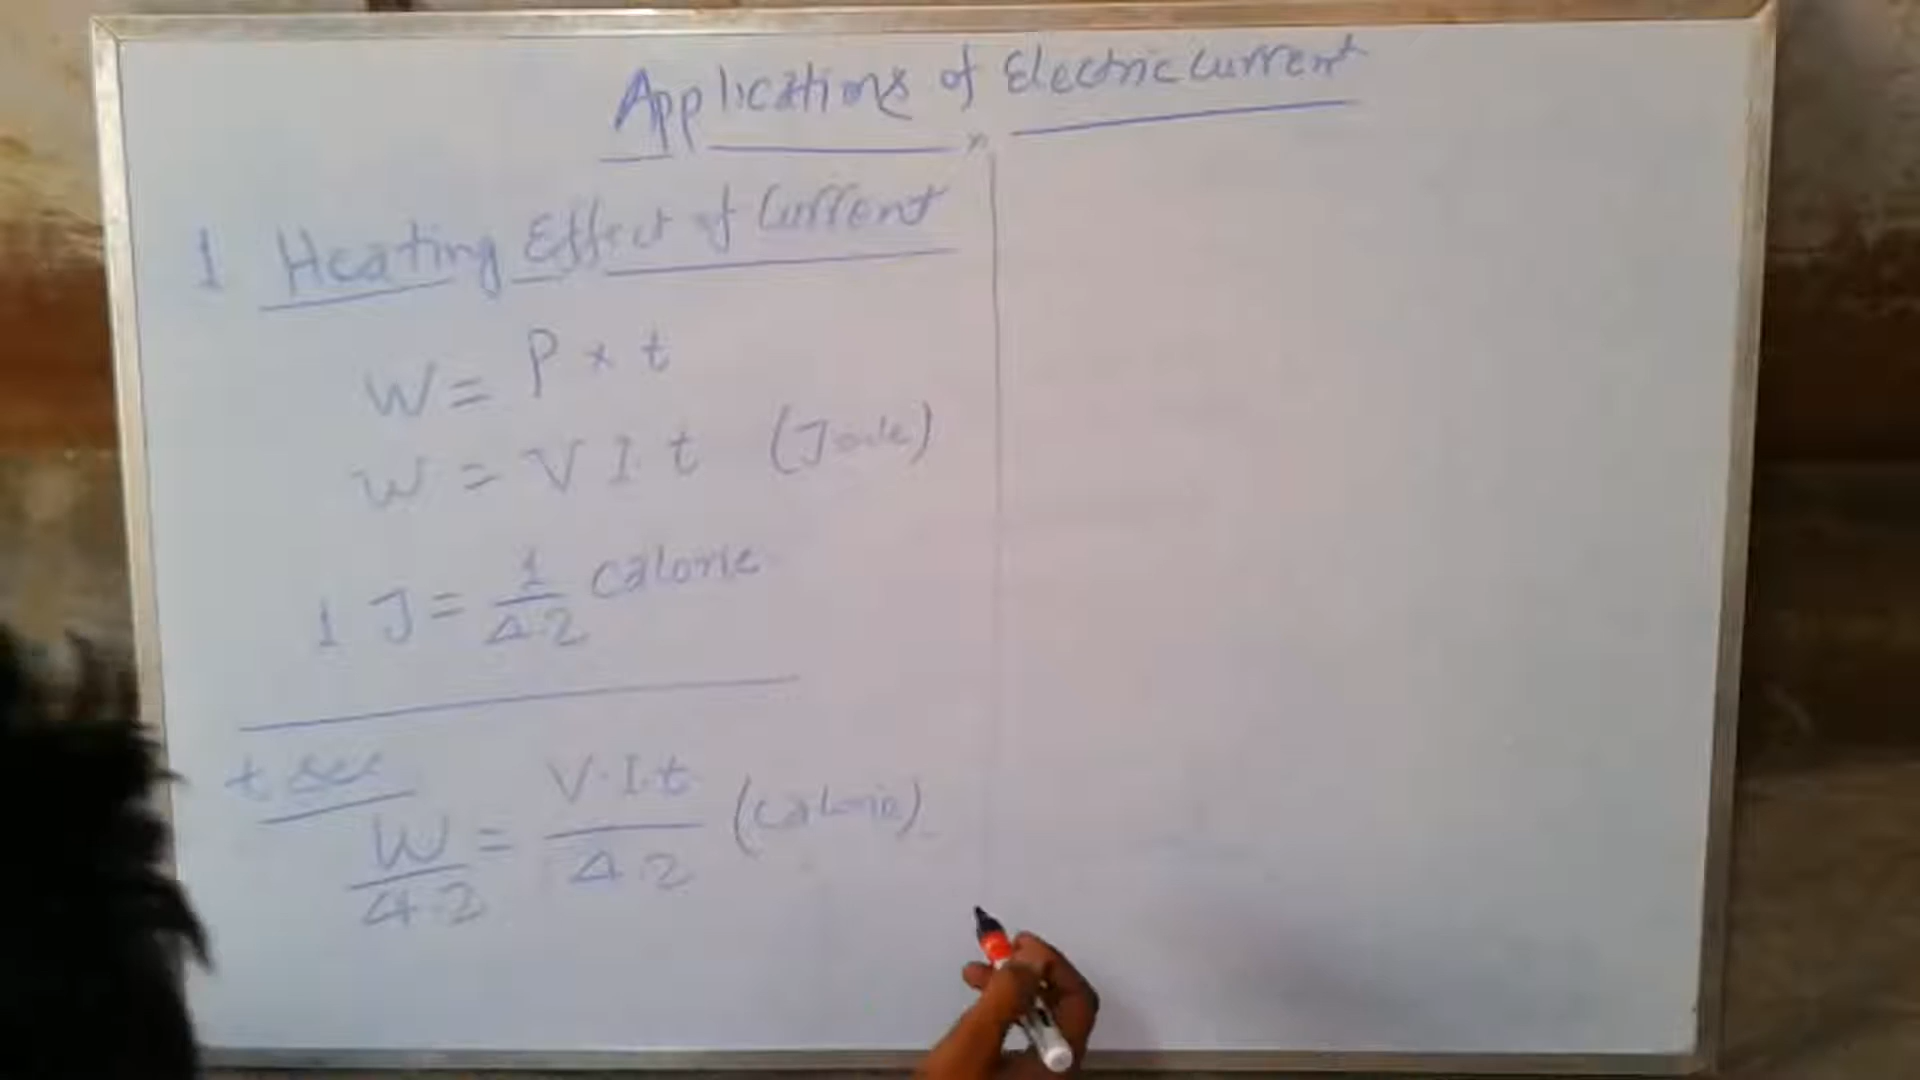 Applications of Electric Current
1 Heating Effect of Current
W = P × t
W = V I. t (Joule)
1 J = 1/4.2 calorie
t sec
W/4.2 = V.I.t/4.2 (calorie)